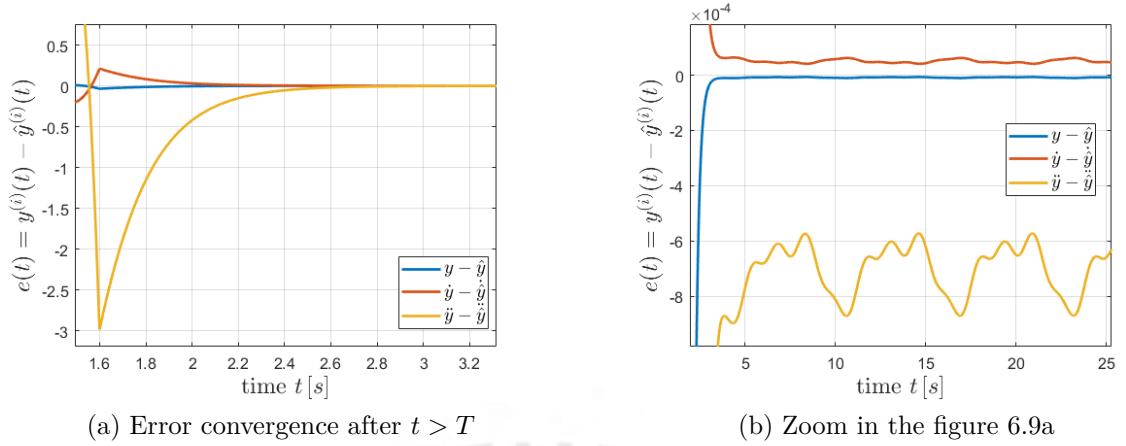 0.5
0
-0.5
-1
-1.5
-2
-2.5
-3
e(t) = y^{(i)}(t) − ŷ^{(i)}(t)
y − ŷ
ẏ − ŷ̇
ÿ − ŷ̈
1.6 1.8 2 2.2 2.4 2.6 2.8 3 3.2
time t [s]
(a) Error convergence after t > T
×10^{-4}
0
-2
-4
-6
-8
e(t) = y^{(i)}(t) − ŷ^{(i)}(t)
y − ŷ
ẏ − ŷ̇
ÿ − ŷ̈
5 10 15 20 25
time t [s]
(b) Zoom in the figure 6.9a